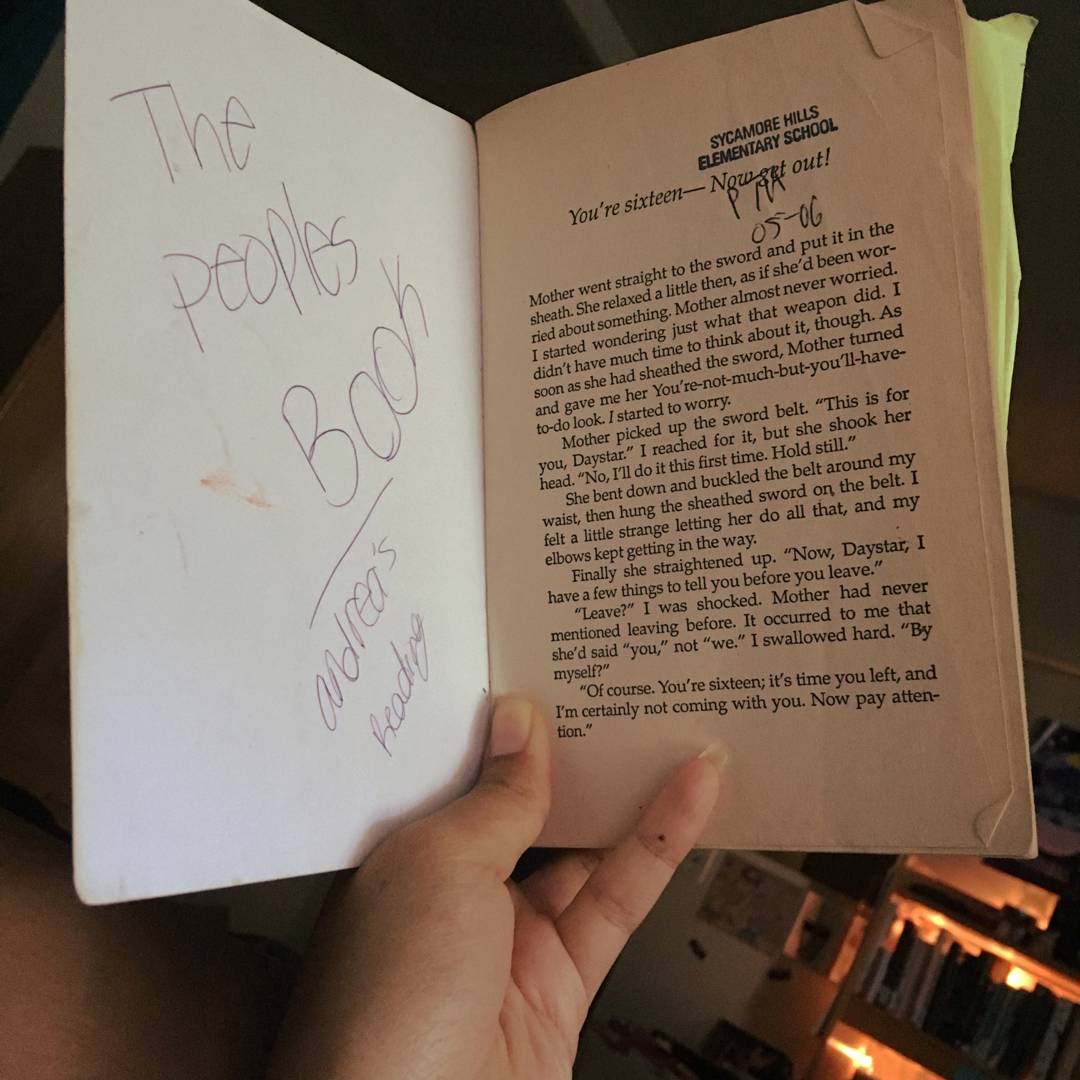 The
peoples
Book
andrea's
Reading
SYCAMORE HILLS
ELEMENTARY SCHOOL
You're sixteen— Now get out!
05-06
Mother went straight to the sword and put it in the
sheath. She relaxed a little then, as if she'd been wor-
ried about something. Mother almost never worried.
I started wondering just what that weapon did. I
didn't have much time to think about it, though. As
soon as she had sheathed the sword, Mother turned
and gave me her You're-not-much-but-you'll-have-
to-do look. I started to worry.
Mother picked up the sword belt. “This is for
you, Daystar.” I reached for it, but she shook her
head. “No, I'll do it this first time. Hold still.”
She bent down and buckled the belt around my
waist, then hung the sheathed sword on the belt. I
felt a little strange letting her do all that, and my
elbows kept getting in the way.
Finally she straightened up. “Now, Daystar, I
have a few things to tell you before you leave.”
“Leave?” I was shocked. Mother had never
mentioned leaving before. It occurred to me that
she'd said “you,” not “we.” I swallowed hard. “By
myself?”
“Of course. You're sixteen; it's time you left, and
I'm certainly not coming with you. Now pay atten-
tion.”